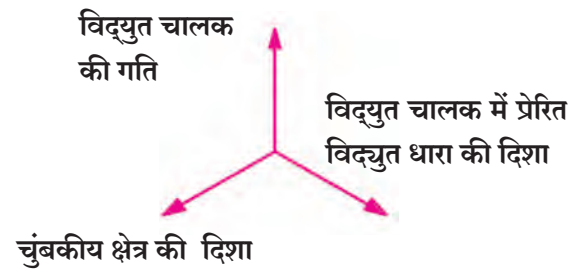 विद्युत चालक
की गति
विद्युत चालक में प्रेरित
विद्युत धारा की दिशा
चुंबकीय क्षेत्र की दिशा